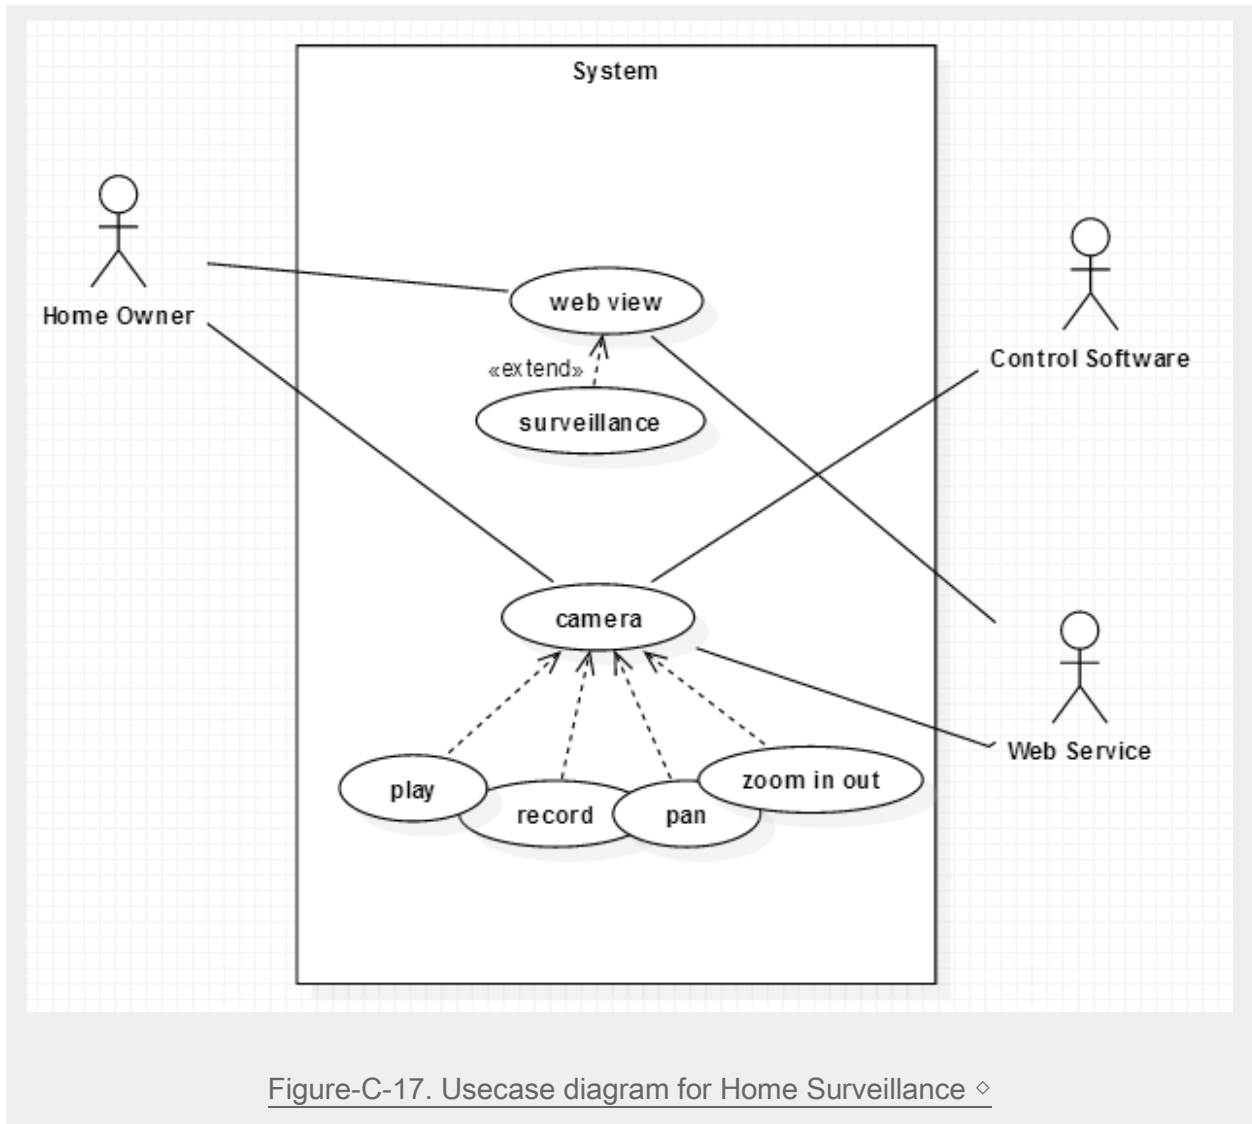 System
Home Owner
Control Software
web view
«extend»
surveillance
camera
Web Service
play
record
pan
zoom in out
Figure-C-17. Usecase diagram for Home Surveillance ◇